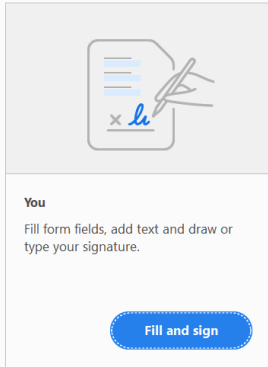 You
Fill form fields, add text and draw or
type your signature.
Fill and sign